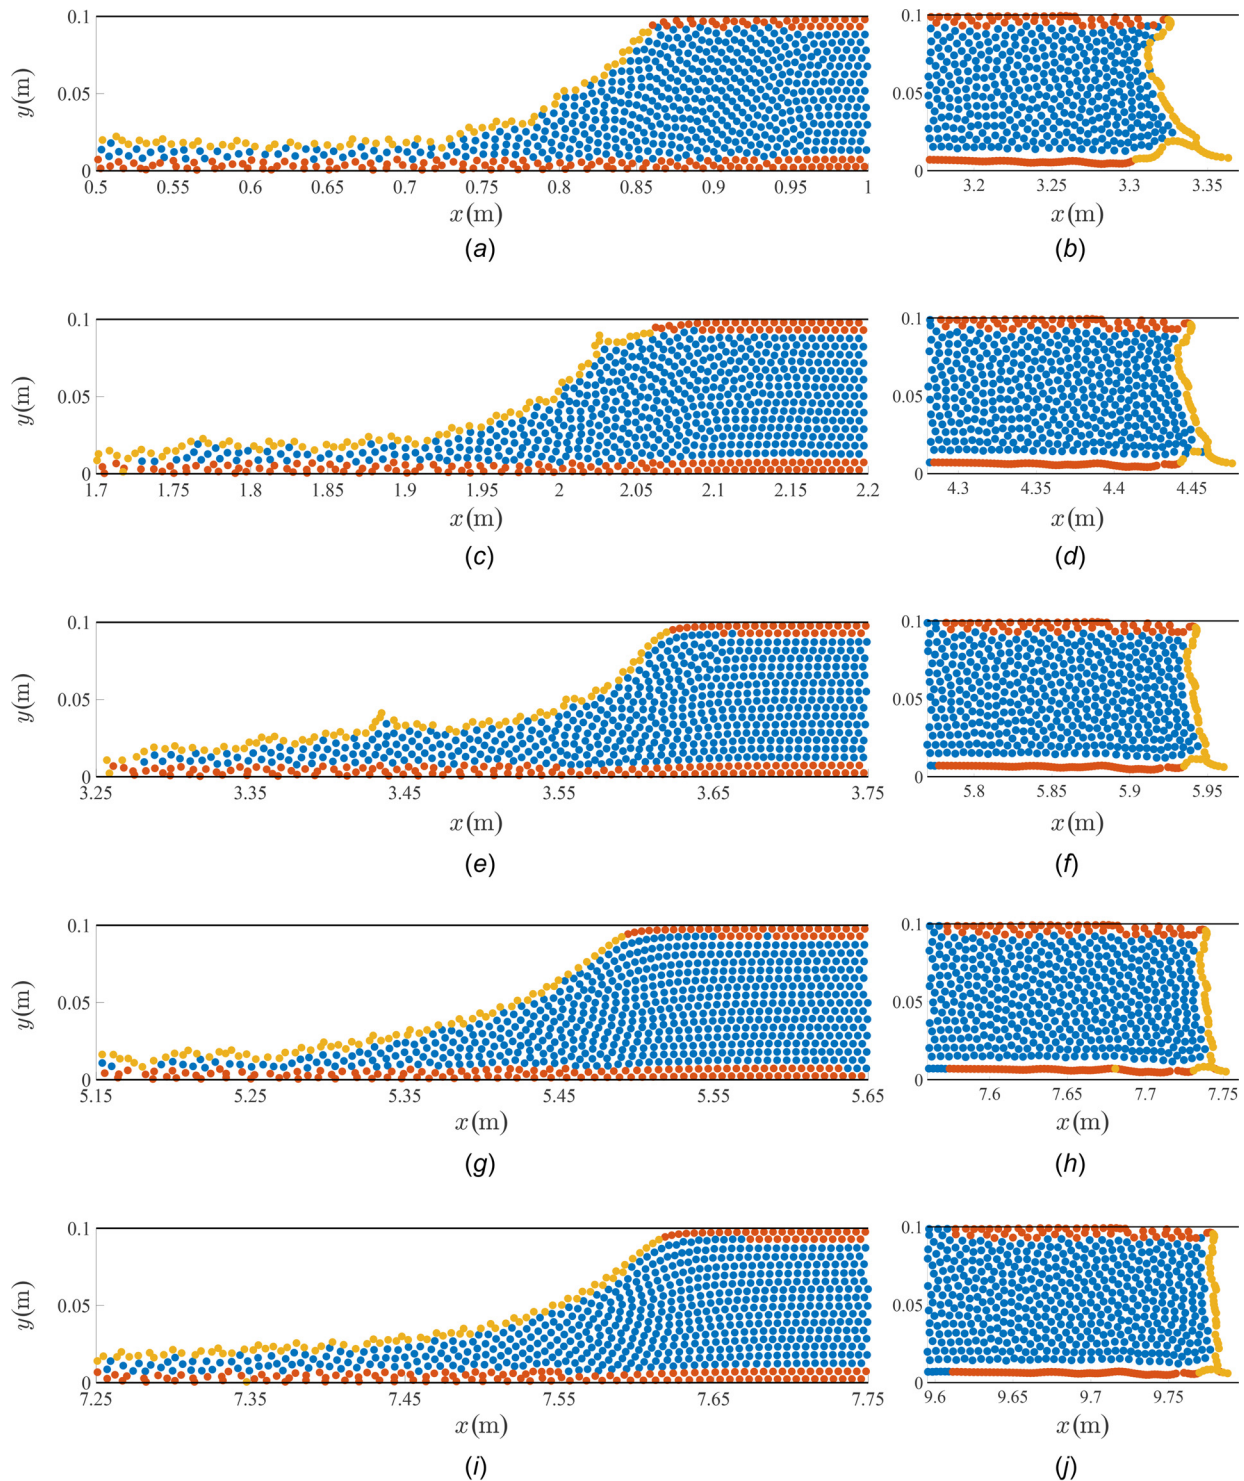 0.1 0.1
y(m) 0.05 y(m) 0.05
0 0
0.5 0.55 0.6 0.65 0.7 0.75 0.8 0.85 0.9 0.95 1 3.2 3.25 3.3 3.35
x(m) x(m)
(a) (b)
0.1 0.1
y(m) 0.05 y(m) 0.05
0 0
1.7 1.75 1.8 1.85 1.9 1.95 2 2.05 2.1 2.15 2.2 4.3 4.35 4.4 4.45
x(m) x(m)
(c) (d)
0.1 0.1
y(m) 0.05 y(m) 0.05
0 0
3.25 3.35 3.45 3.55 3.65 3.75 5.8 5.85 5.9 5.95
x(m) x(m)
(e) (f)
0.1 0.1
y(m) 0.05 y(m) 0.05
0 0
5.15 5.25 5.35 5.45 5.55 5.65 7.6 7.65 7.7 7.75
x(m) x(m)
(g) (h)
0.1 0.1
y(m) 0.05 y(m) 0.05
0 0
7.25 7.35 7.45 7.55 7.65 7.75 9.6 9.65 9.7 9.75
x(m) x(m)
(i) (j)